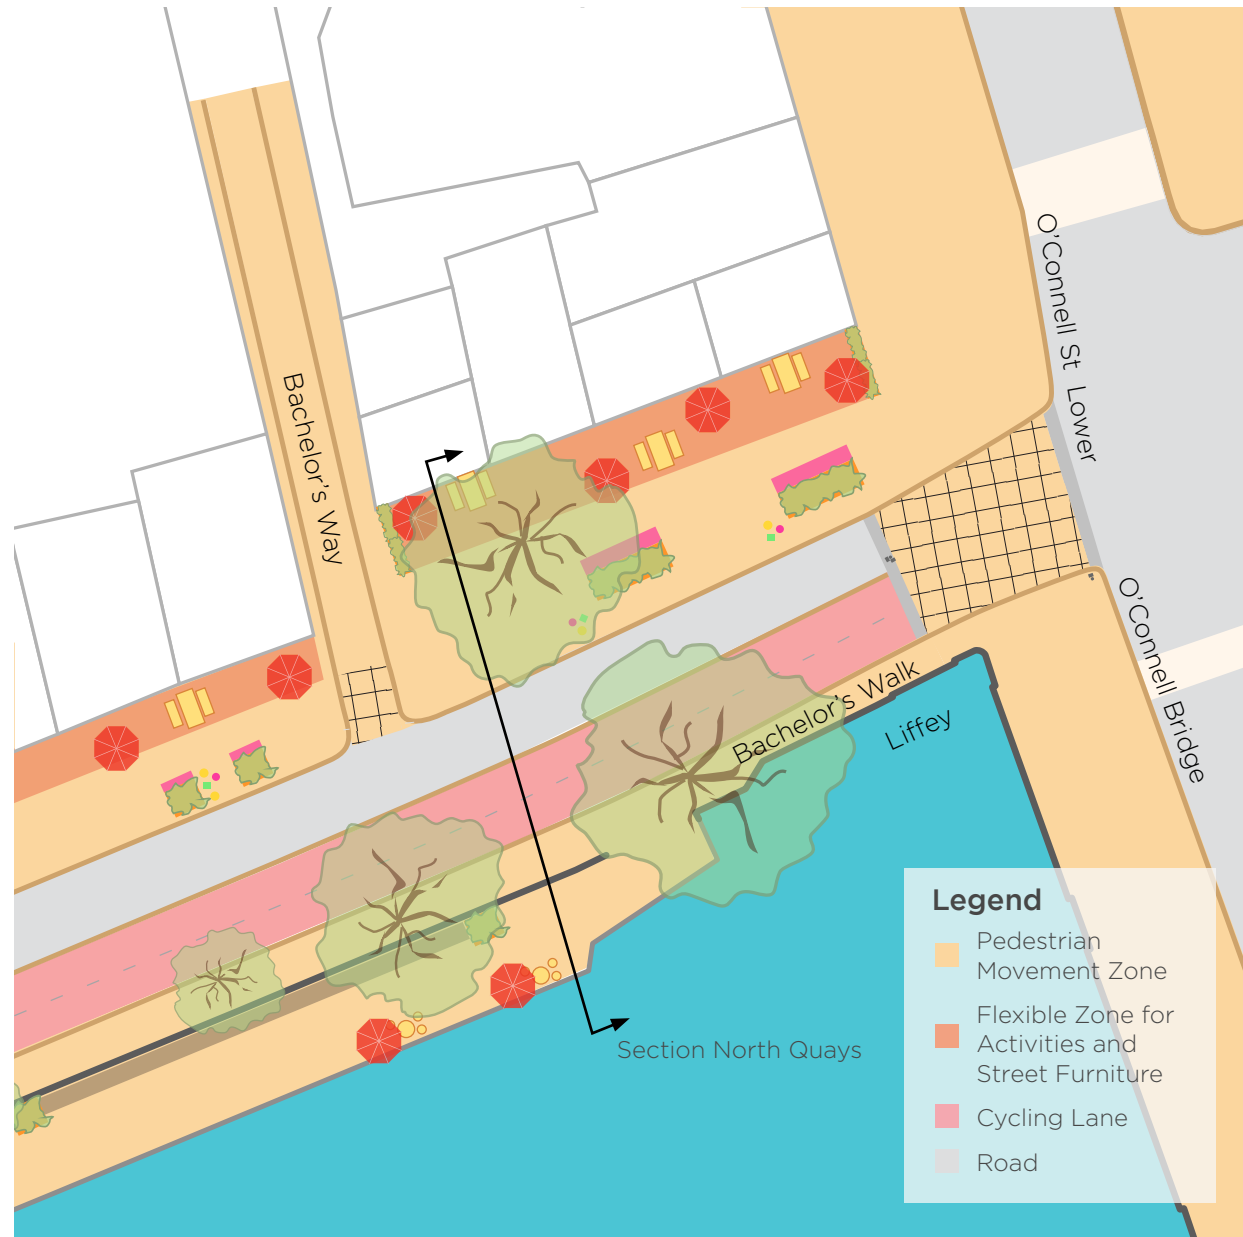 O'Connell St Lower
Bachelor's Way
O'Connell Bridge
Bachelor's Walk
Liffey
Legend
Pedestrian
Movement Zone
Flexible Zone for
Activities and
Street Furniture
Cycling Lane
Road
Section North Quays